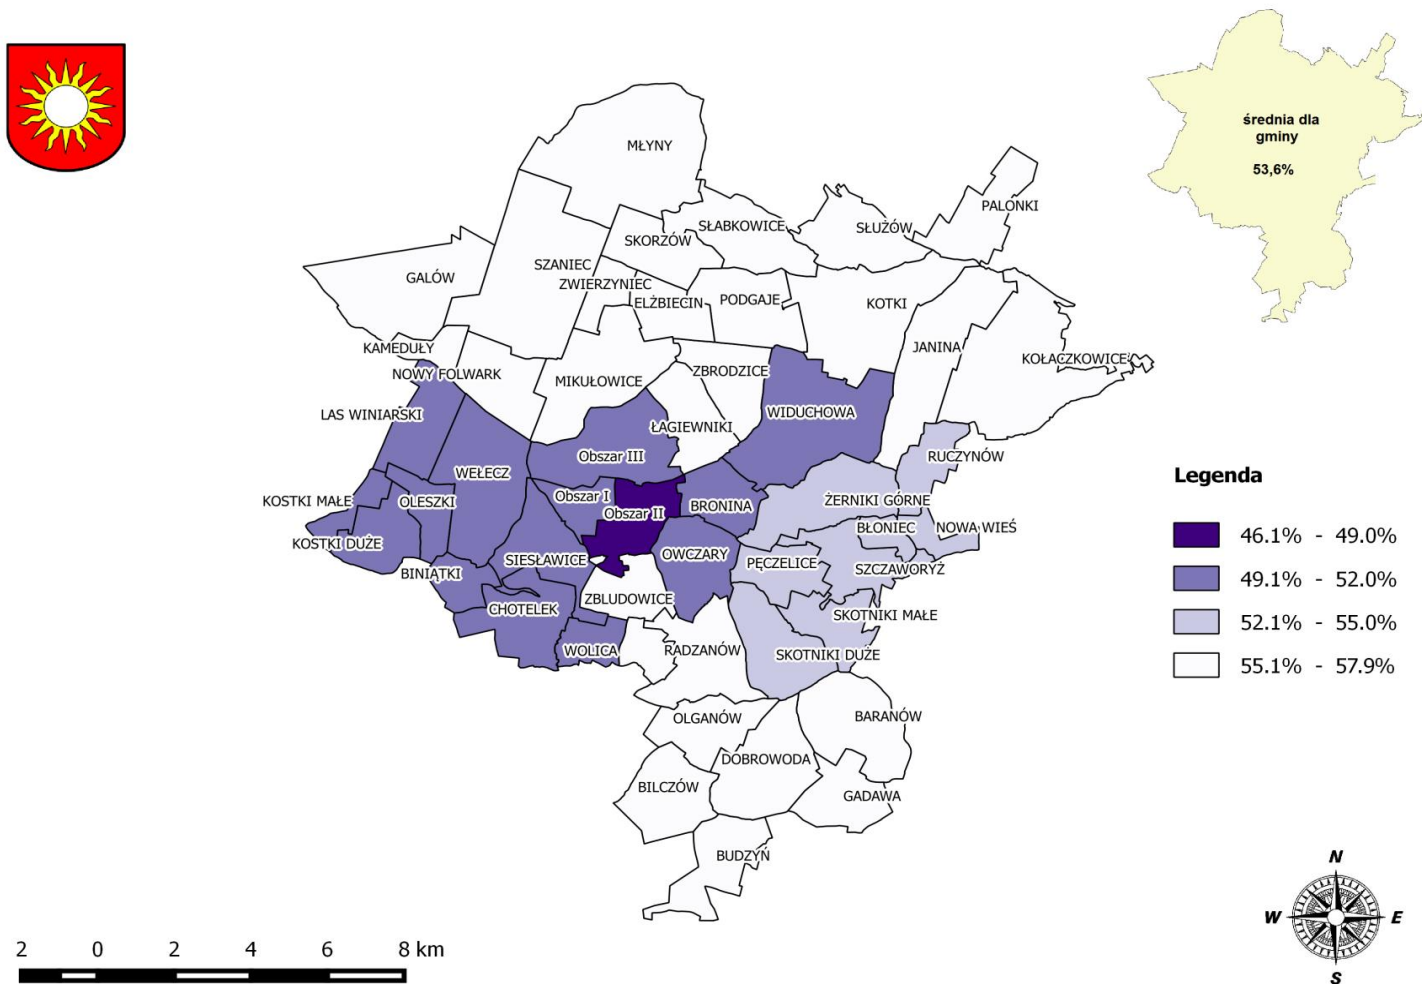 średnia dla
gminy
53,6%
MŁYNY
PALONKI
SŁABKOWICE
SŁUŻÓW
SKORZÓW
SZANIEC
GALÓW
ZWIERZYNIEC
ELŻBIECIN
PODGAJE
KOTKI
KAMEDUŁY
JANINA
KOŁACZKOWICE
NOWY FOLWARK
ZBRODZICE
MIKUŁOWICE
LAS WINIARSKI
WIDUCHOWA
ŁAGIEWNIKI
Obszar III
RUCZYNÓW
WEŁECZ
Legenda
KOSTKI MAŁE
OLESZKI
Obszar I
ŻERNIKI GÓRNE
BRONINA
Obszar II
BŁONIEC
NOWA WIEŚ
46.1% - 49.0%
KOSTKI DUŻE
SIESŁAWICE
OWCZARY
PĘCZELICE
SZCZAWORYŻ
BINIĄTKI
49.1% - 52.0%
ZBLUDOWICE
CHOTELEK
SKOTNIKI MAŁE
52.1% - 55.0%
WOLICA
RADZANÓW
SKOTNIKI DUŻE
55.1% - 57.9%
OLGANÓW
BARANÓW
DOBROWODA
BILCZÓW
GADAWA
BUDZYŃ
N
W
E
S
2 0 2 4 6 8 km